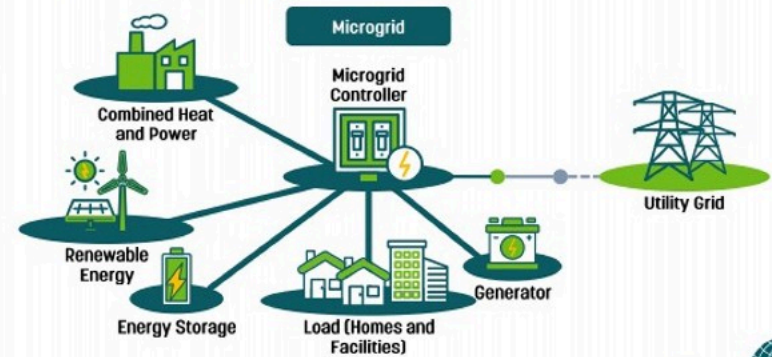 Microgrid
Microgrid
Controller
Combined Heat
and Power
Utility Grid
Renewable
Energy
Generator
Energy Storage
Load (Homes and
Facilities)